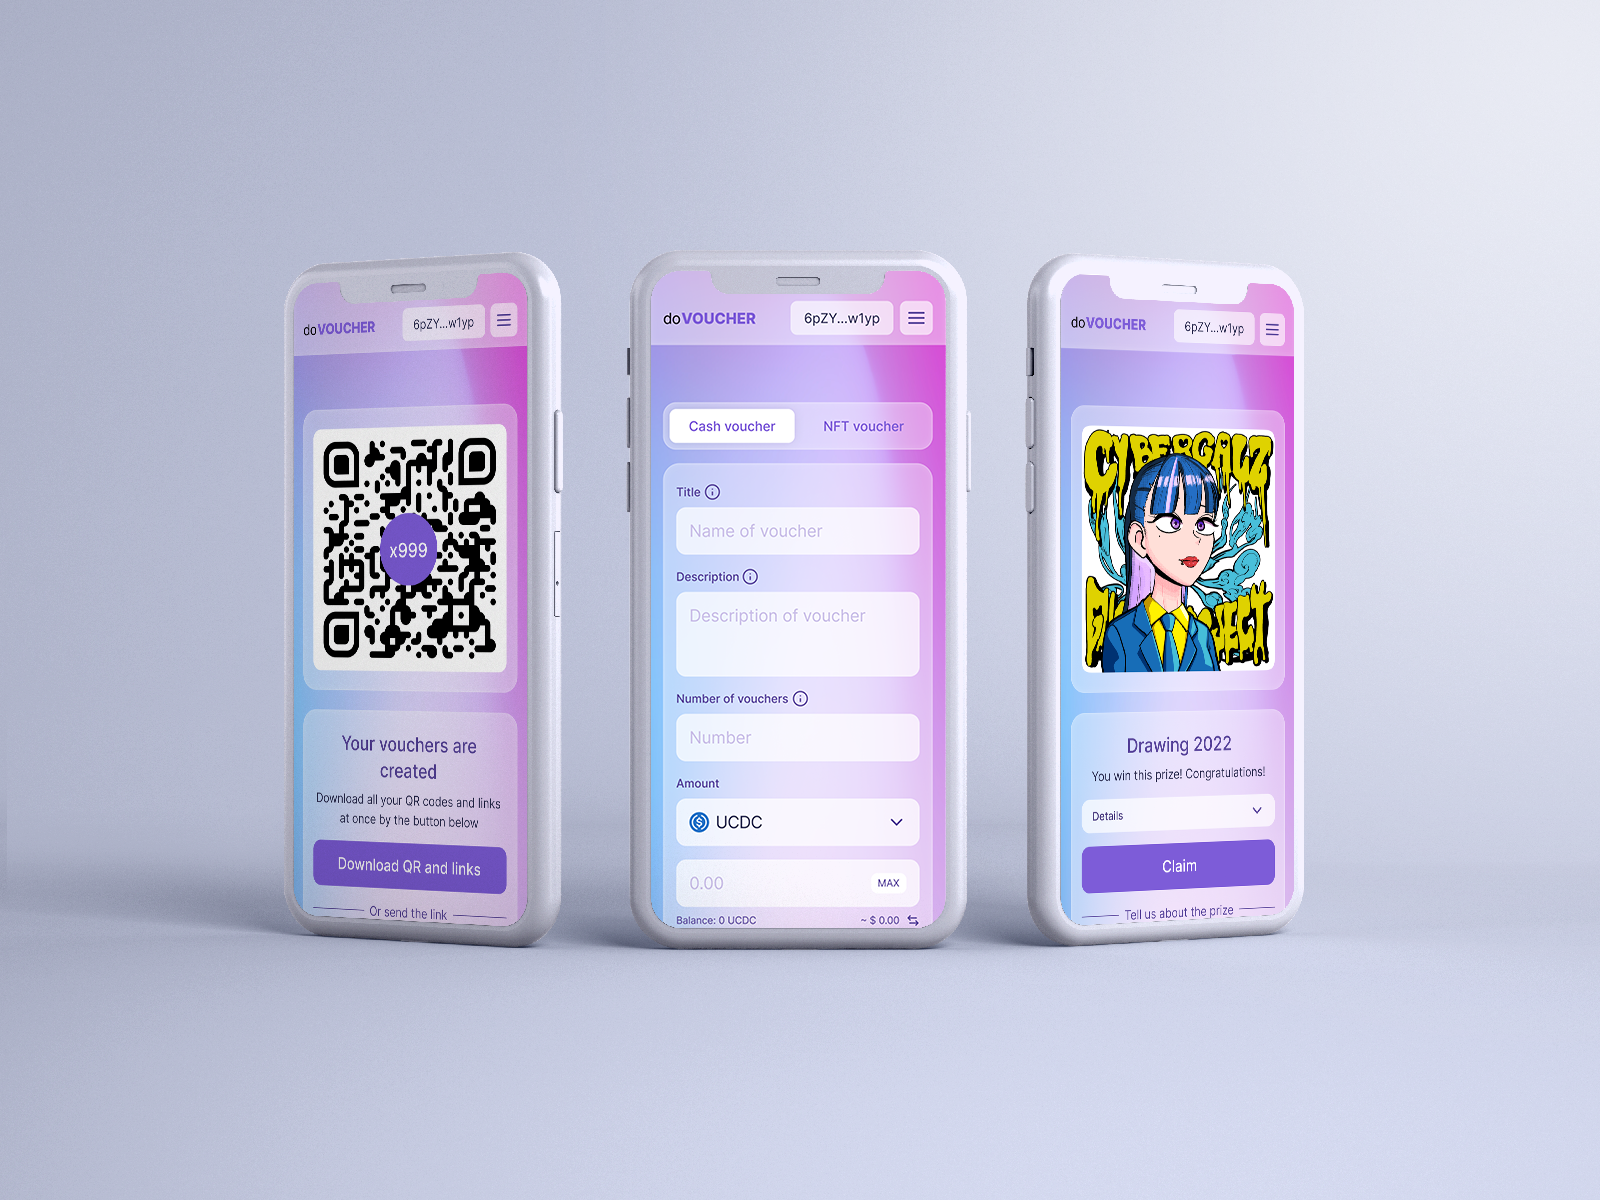 doVOUCHER
6pZY...w1yp
x999
Your vouchers are
created
Download all your QR codes and links
at once by the button below
Download QR and links
Or send the link
doVOUCHER
6pZY...w1yp
Cash voucher
NFT voucher
Title
Name of voucher
Description
Description of voucher
Number of vouchers
Number
Amount
UCDC
0.00
MAX
Balance: 0 UCDC
~ $ 0.00
doVOUCHER
6pZY...w1yp
CYBERGALZ
Drawing 2022
You win this prize! Congratulations!
Details
Claim
Tell us about the prize